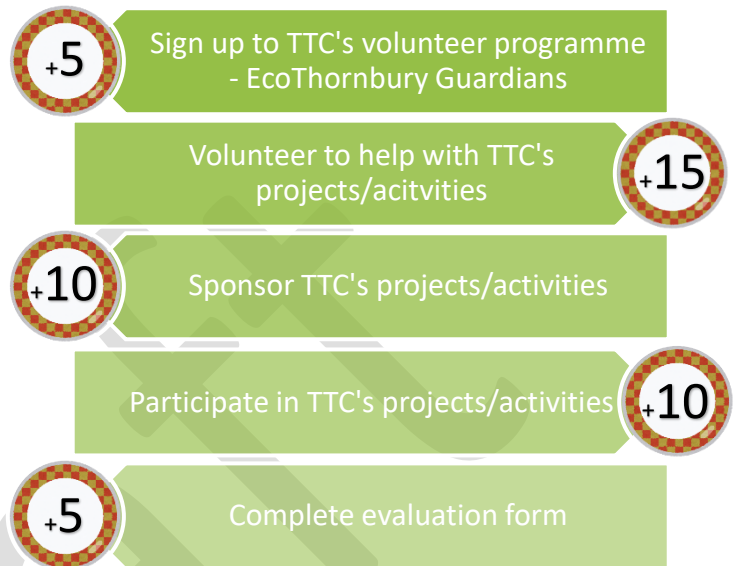 +5
Sign up to TTC's volunteer programme
- EcoThornbury Guardians
Volunteer to help with TTC's
projects/acitvities
+15
+10
Sponsor TTC's projects/activities
Participate in TTC's projects/activities
+10
+5
Complete evaluation form